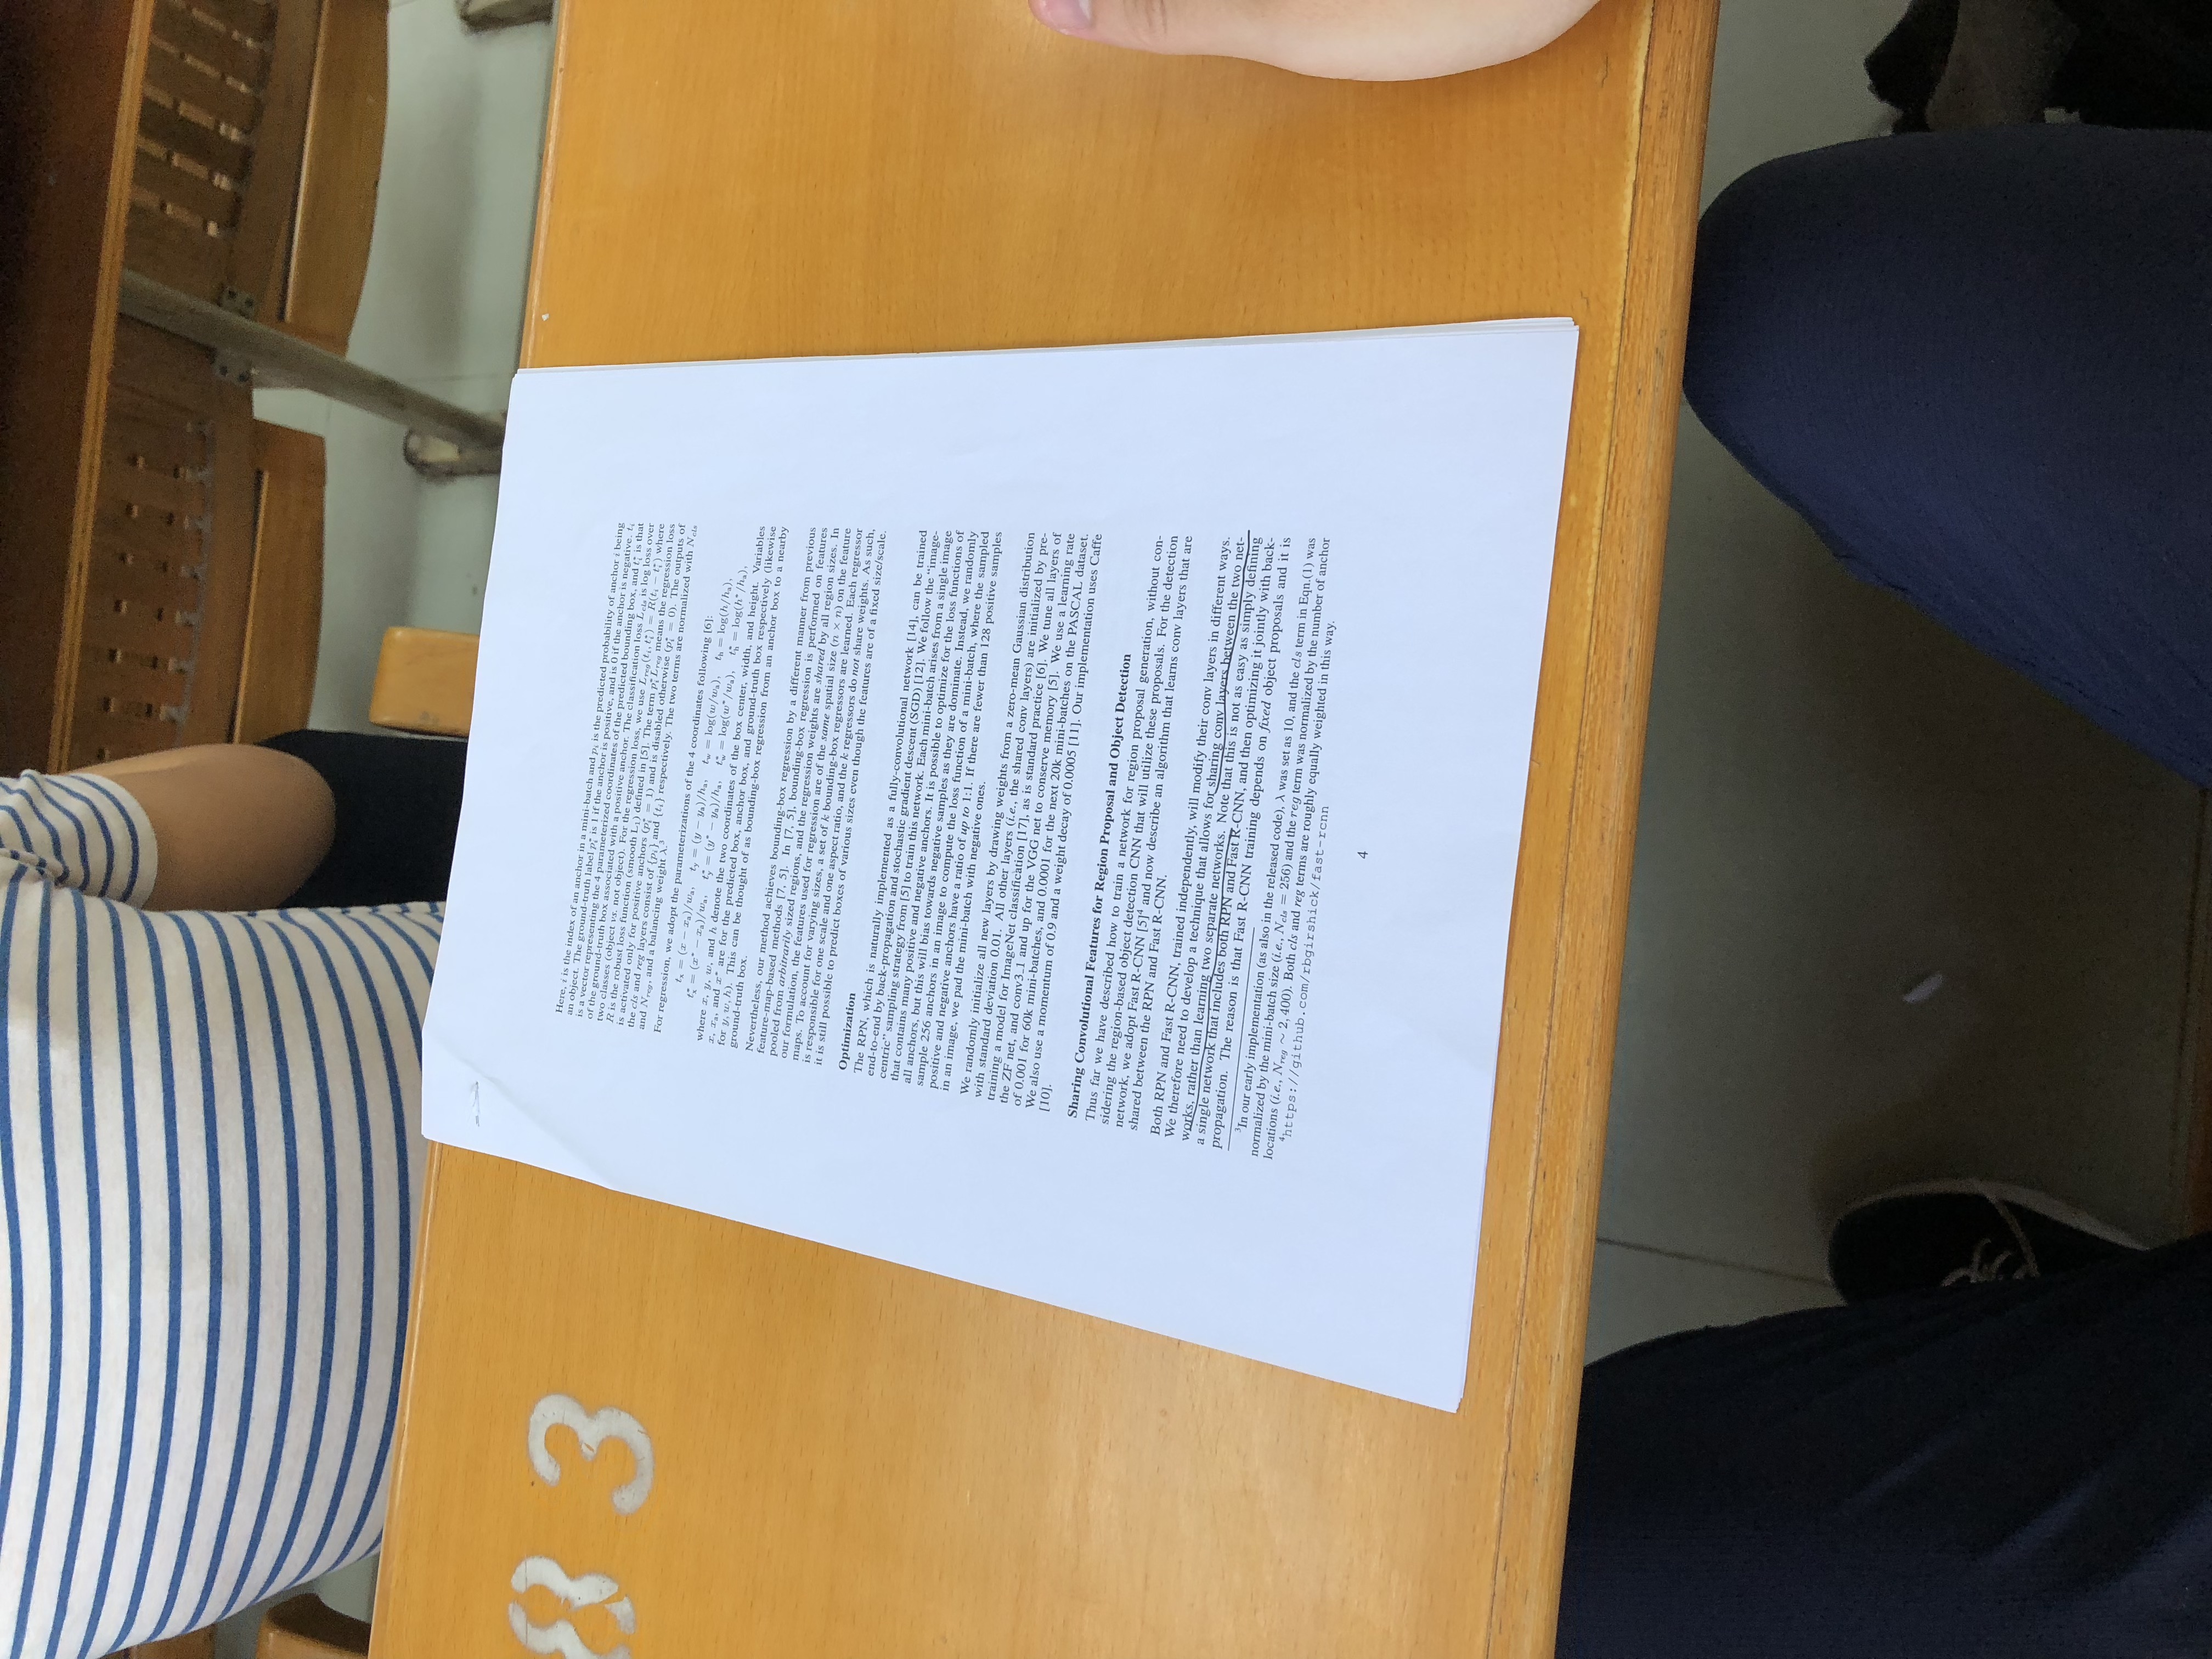 83
Here, i is the index of an anchor in a mini-batch and p_i is the predicted probability of anchor i being
an object. The ground-truth label p_i^* is 1 if the anchor is positive, and is 0 if the anchor is negative. t_i
is a vector representing the 4 parameterized coordinates of the predicted bounding box, and t_i^* is that
of the ground-truth box associated with a positive anchor. The classification loss L_cls is log loss over
two classes (object vs. not object). For the regression loss, we use L_reg(t_i, t_i^*) = R(t_i − t_i^*) where
R is the robust loss function (smooth L_1) defined in [5]. The term p_i^* L_reg means the regression loss
is activated only for positive anchors (p_i^* = 1) and is disabled otherwise (p_i^* = 0). The outputs of
the cls and reg layers consist of {p_i} and {t_i} respectively. The two terms are normalized with N_cls
and N_reg, and a balancing weight λ.³
For regression, we adopt the parameterizations of the 4 coordinates following [6]:
t_x = (x − x_a)/w_a, t_y = (y − y_a)/h_a, t_w = log(w/w_a), t_h = log(h/h_a),
t_x^* = (x^* − x_a)/w_a, t_y^* = (y^* − y_a)/h_a, t_w^* = log(w^*/w_a), t_h^* = log(h^*/h_a),
where x, y, w, and h denote the two coordinates of the box center, width, and height. Variables
x, x_a, and x^* are for the predicted box, anchor box, and ground-truth box respectively (likewise
for y, w, h). This can be thought of as bounding-box regression from an anchor box to a nearby
ground-truth box.
Nevertheless, our method achieves bounding-box regression by a different manner from previous
feature-map-based methods [7, 5]. In [7, 5], bounding-box regression is performed on features
pooled from arbitrarily sized regions, and the regression weights are shared by all region sizes. In
our formulation, the features used for regression are of the same spatial size (n × n) on the feature
maps. To account for varying sizes, a set of k bounding-box regressors are learned. Each regressor
is responsible for one scale and one aspect ratio, and the k regressors do not share weights. As such,
it is still possible to predict boxes of various sizes even though the features are of a fixed size/scale.
Optimization
The RPN, which is naturally implemented as a fully-convolutional network [14], can be trained
end-to-end by back-propagation and stochastic gradient descent (SGD) [12]. We follow the "image-
centric" sampling strategy from [5] to train this network. Each mini-batch arises from a single image
that contains many positive and negative anchors. It is possible to optimize for the loss functions of
all anchors, but this will bias towards negative samples as they are dominate. Instead, we randomly
sample 256 anchors in an image to compute the loss function of a mini-batch, where the sampled
positive and negative anchors have a ratio of up to 1:1. If there are fewer than 128 positive samples
in an image, we pad the mini-batch with negative ones.
We randomly initialize all new layers by drawing weights from a zero-mean Gaussian distribution
with standard deviation 0.01. All other layers (i.e., the shared conv layers) are initialized by pre-
training a model for ImageNet classification [17], as is standard practice [6]. We tune all layers of
the ZF net, and conv3_1 and up for the VGG net to conserve memory [5]. We use a learning rate
of 0.001 for 60k mini-batches, and 0.0001 for the next 20k mini-batches on the PASCAL dataset.
We also use a momentum of 0.9 and a weight decay of 0.0005 [11]. Our implementation uses Caffe
[10].
Sharing Convolutional Features for Region Proposal and Object Detection
Thus far we have described how to train a network for region proposal generation, without con-
sidering the region-based object detection CNN that will utilize these proposals. For the detection
network, we adopt Fast R-CNN [5]⁴ and now describe an algorithm that learns conv layers that are
shared between the RPN and Fast R-CNN.
Both RPN and Fast R-CNN, trained independently, will modify their conv layers in different ways.
We therefore need to develop a technique that allows for sharing conv layers between the two net-
works, rather than learning two separate networks. Note that this is not as easy as simply defining
a single network that includes both RPN and Fast R-CNN, and then optimizing it jointly with back-
propagation. The reason is that Fast R-CNN training depends on fixed object proposals and it is
³In our early implementation (as also in the released code), λ was set as 10, and the cls term in Eqn.(1) was
normalized by the mini-batch size (i.e., N_cls = 256) and the reg term was normalized by the number of anchor
locations (i.e., N_reg ∼ 2,400). Both cls and reg terms are roughly equally weighted in this way.
⁴https://github.com/rbgirshick/fast-rcnn
4